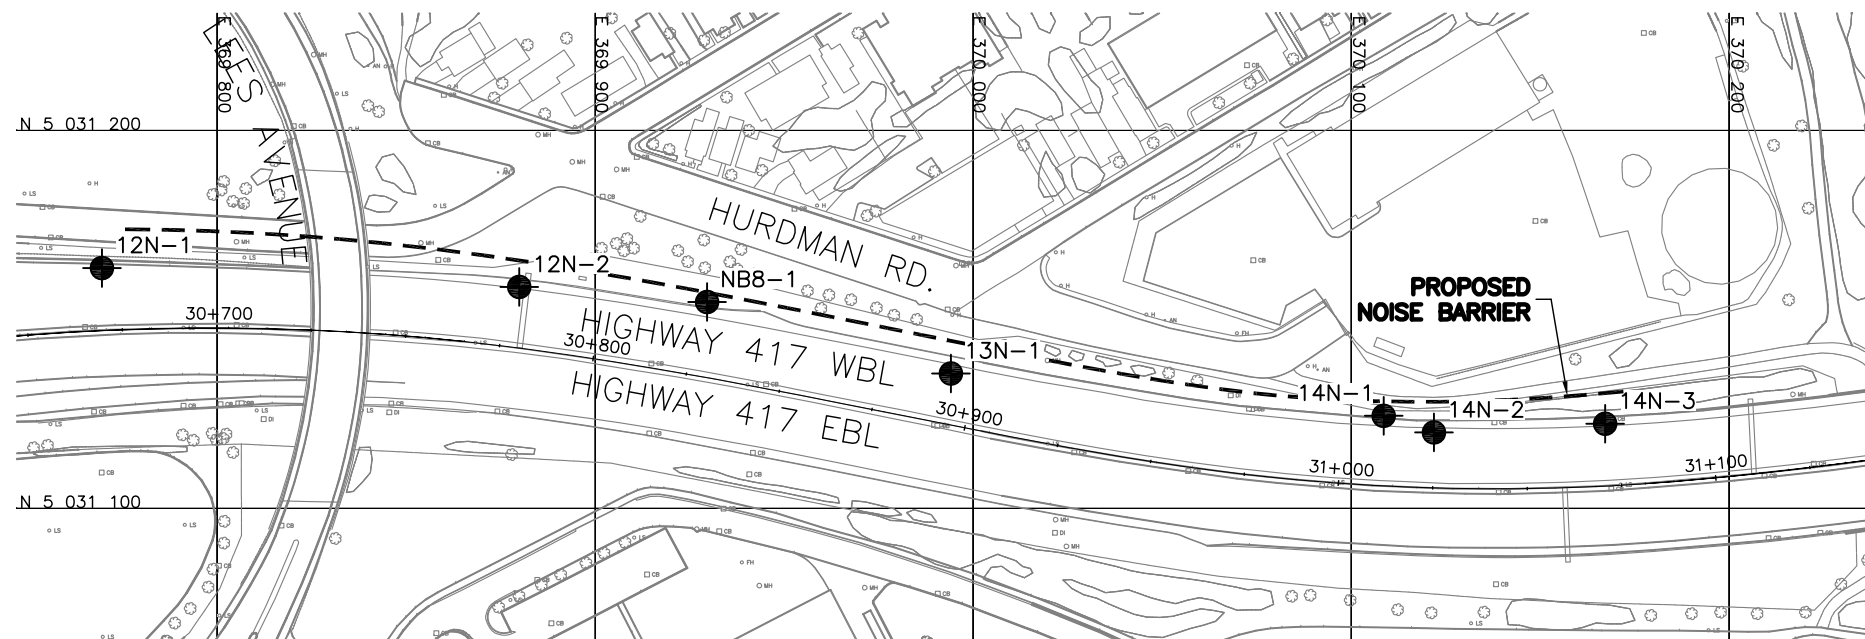 E 369 800
E 369 900
E 370 000
E 370 100
E 370 200
LEES AVENUE
N 5 031 200
HURDMAN RD.
12N-1
12N-2
NB8-1
PROPOSED
NOISE BARRIER
30+700
HIGHWAY 417 WBL
30+800
13N-1
HIGHWAY 417 EBL
30+900
14N-1
14N-2
14N-3
31+000
31+100
N 5 031 100